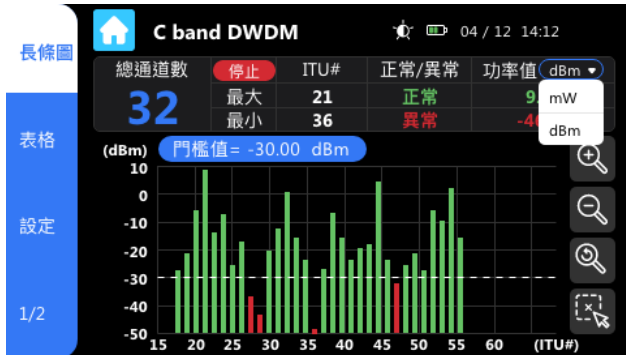 長條圖
表格
設定
1/2
C band DWDM
04 / 12 14:12
總通道數 停止 ITU# 正常/異常 功率值 dBm
32
最大 21 正常 9.
最小 36 異常
mW
dBm
(dBm) 門檻值= -30.00 dBm
10
0
-10
-20
-30
-40
-50
15 20 25 30 35 40 45 50 55 60 (ITU#)